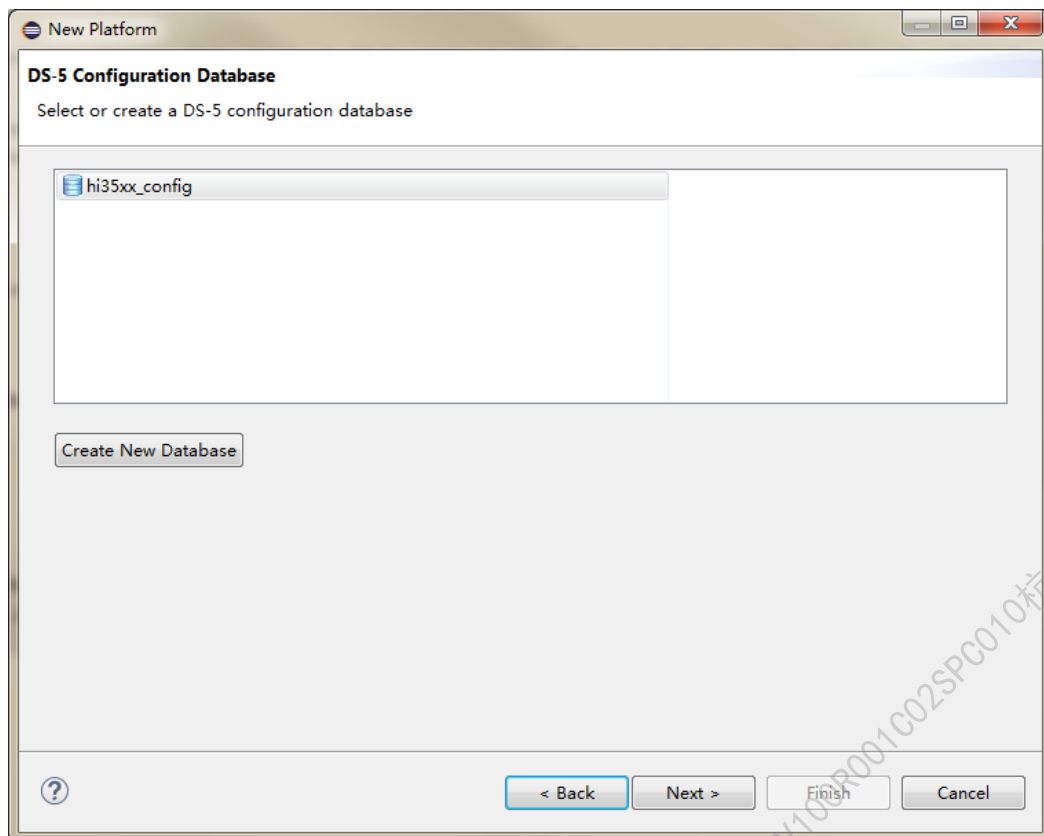 New Platform
DS-5 Configuration Database
Select or create a DS-5 configuration database
hi35xx_config
Create New Database
< Back
Next >
Finish
Cancel
V100R001C02SPC010